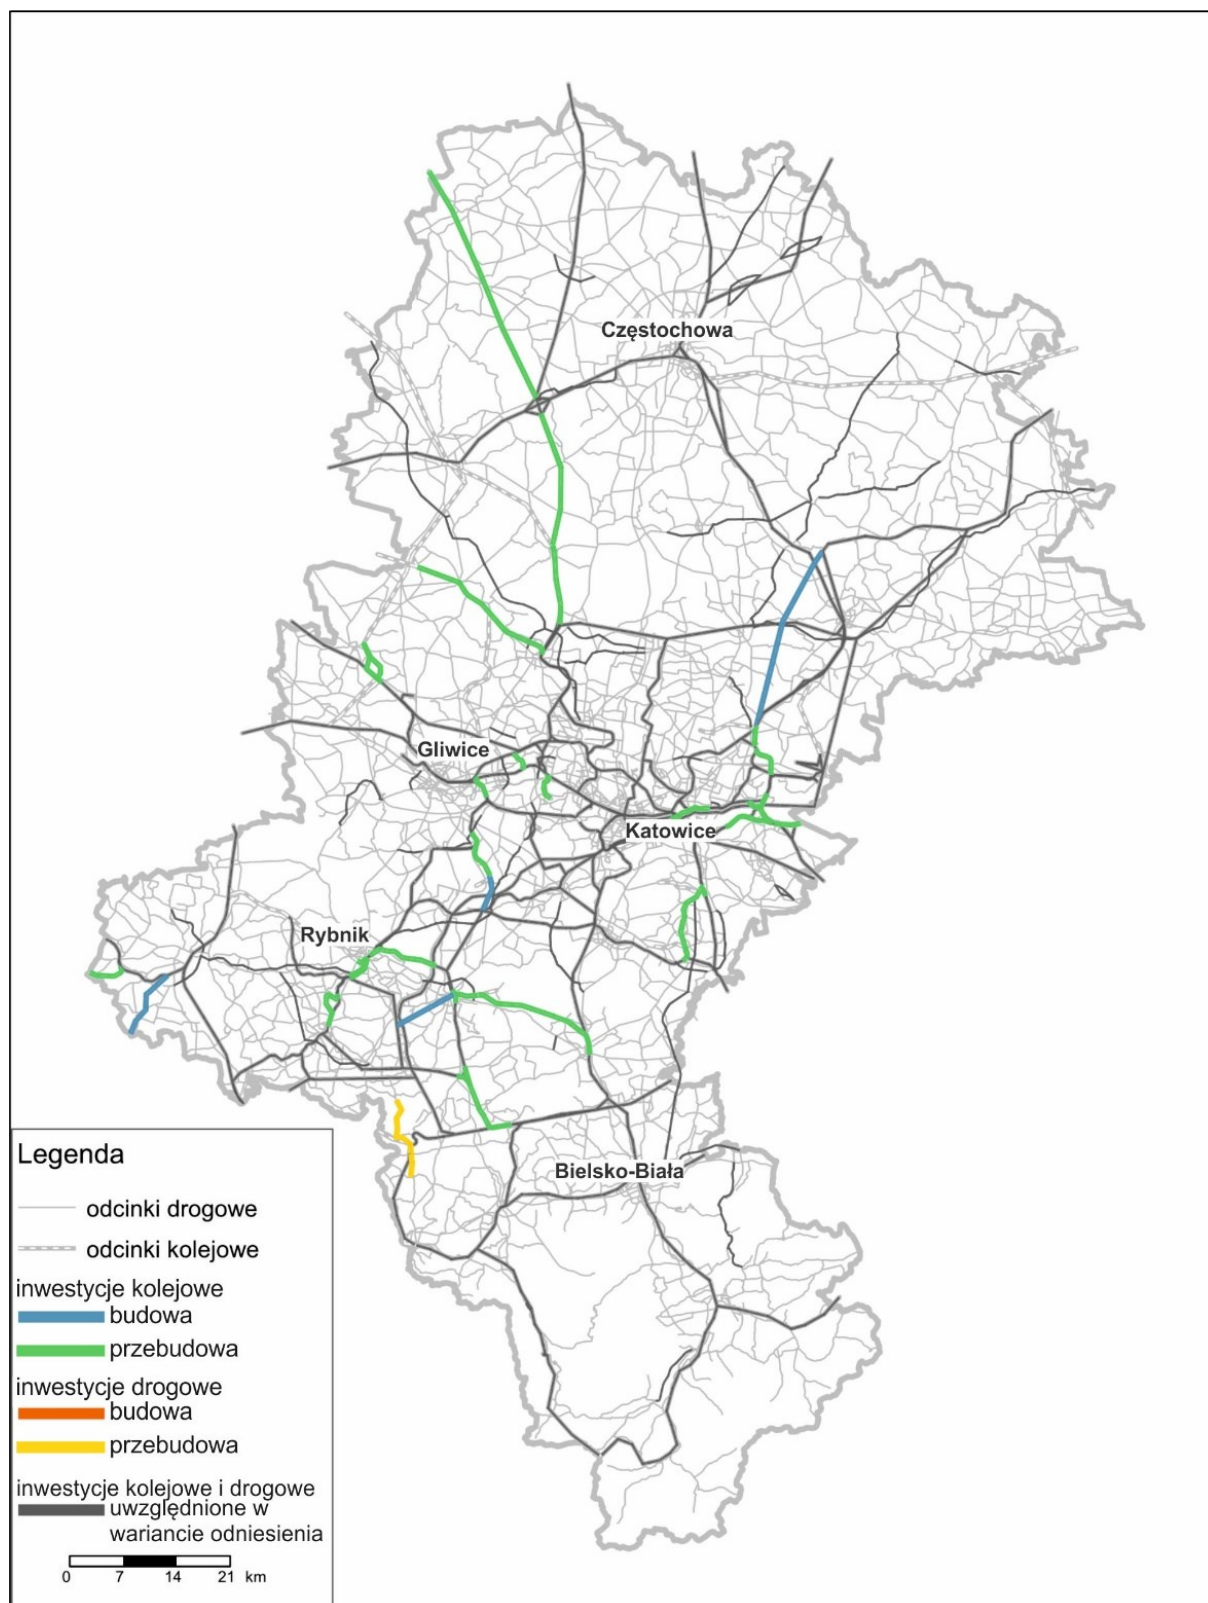 Częstochowa
Gliwice
Katowice
Rybnik
Bielsko-Biała
Legenda
odcinki drogowe
odcinki kolejowe
inwestycje kolejowe
budowa
przebudowa
inwestycje drogowe
budowa
przebudowa
inwestycje kolejowe i drogowe
uwzględnione w
wariancie odniesienia
0 7 14 21 km